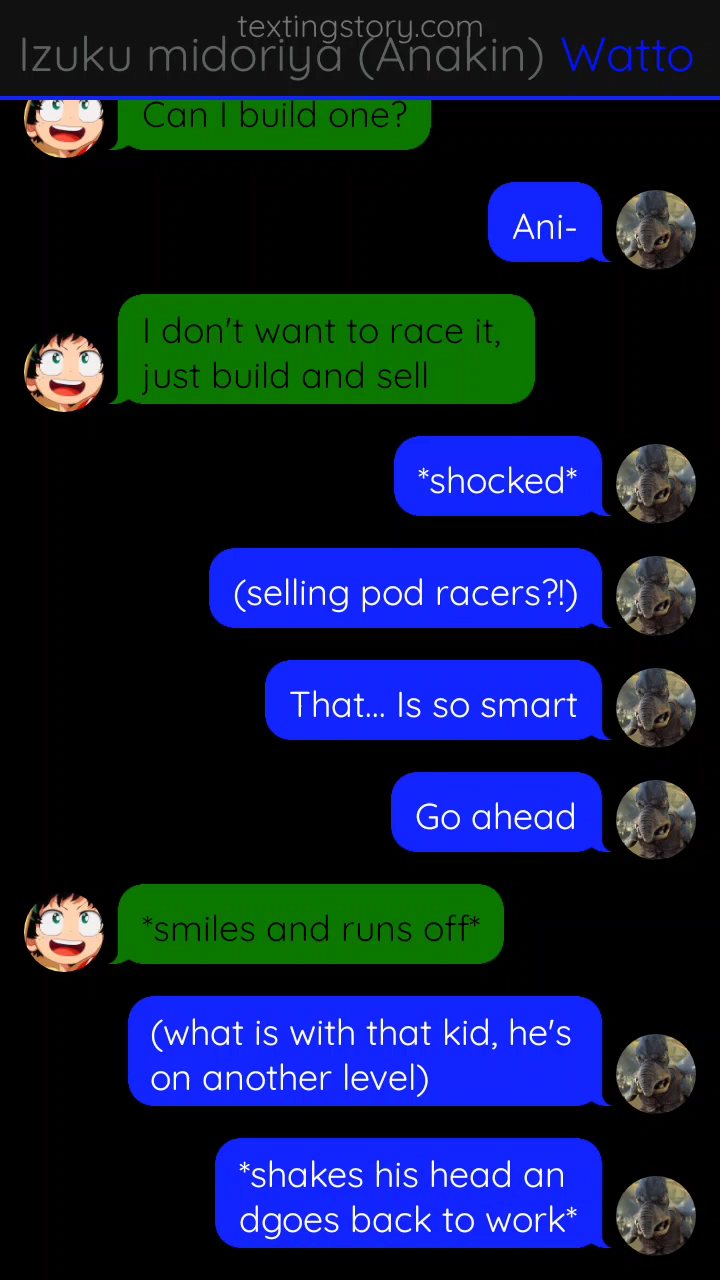 textingstory.com
Izuku midoriya (Anakin) Watto
Can I build one?
Ani-
I don't want to race it,
just build and sell
*shocked*
(selling pod racers?!)
That... Is so smart
Go ahead
*smiles and runs off*
(what is with that kid, he's
on another level)
*shakes his head an
dgoes back to work*